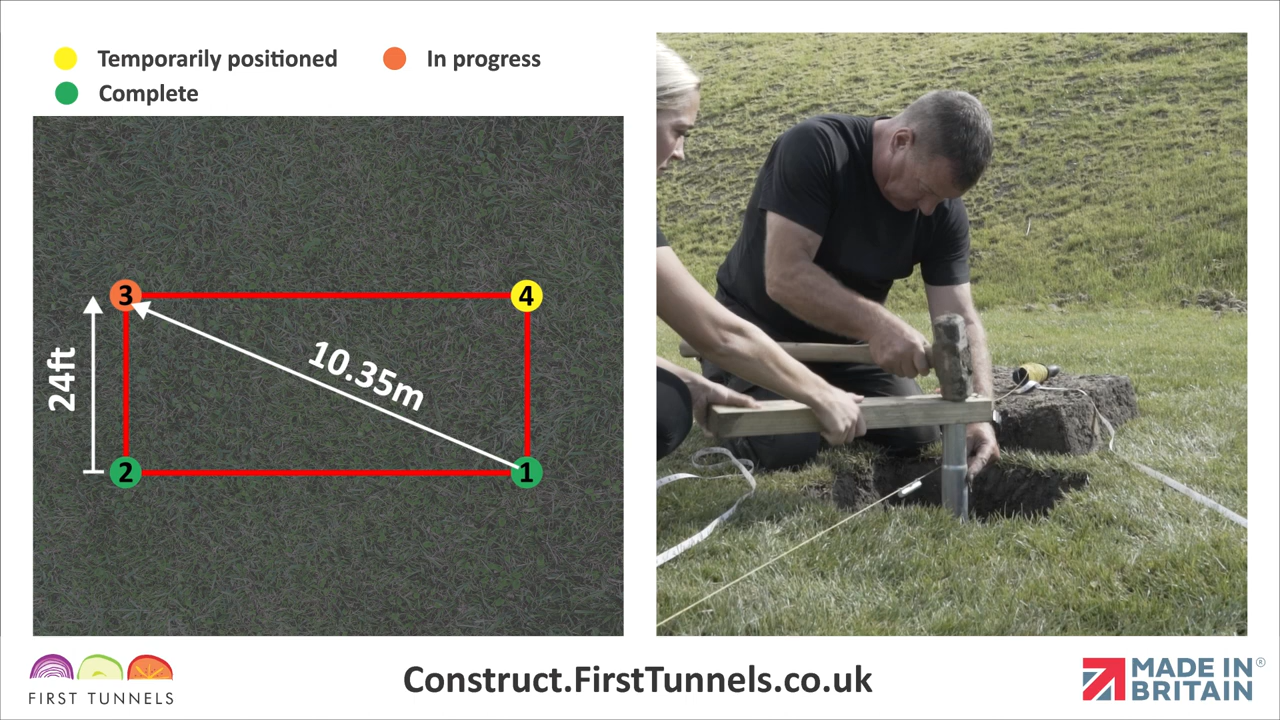 Temporarily positioned
In progress
Complete
3
4
24ft
10.35m
2
1
FIRST TUNNELS
Construct.FirstTunnels.co.uk
MADE IN
BRITAIN®